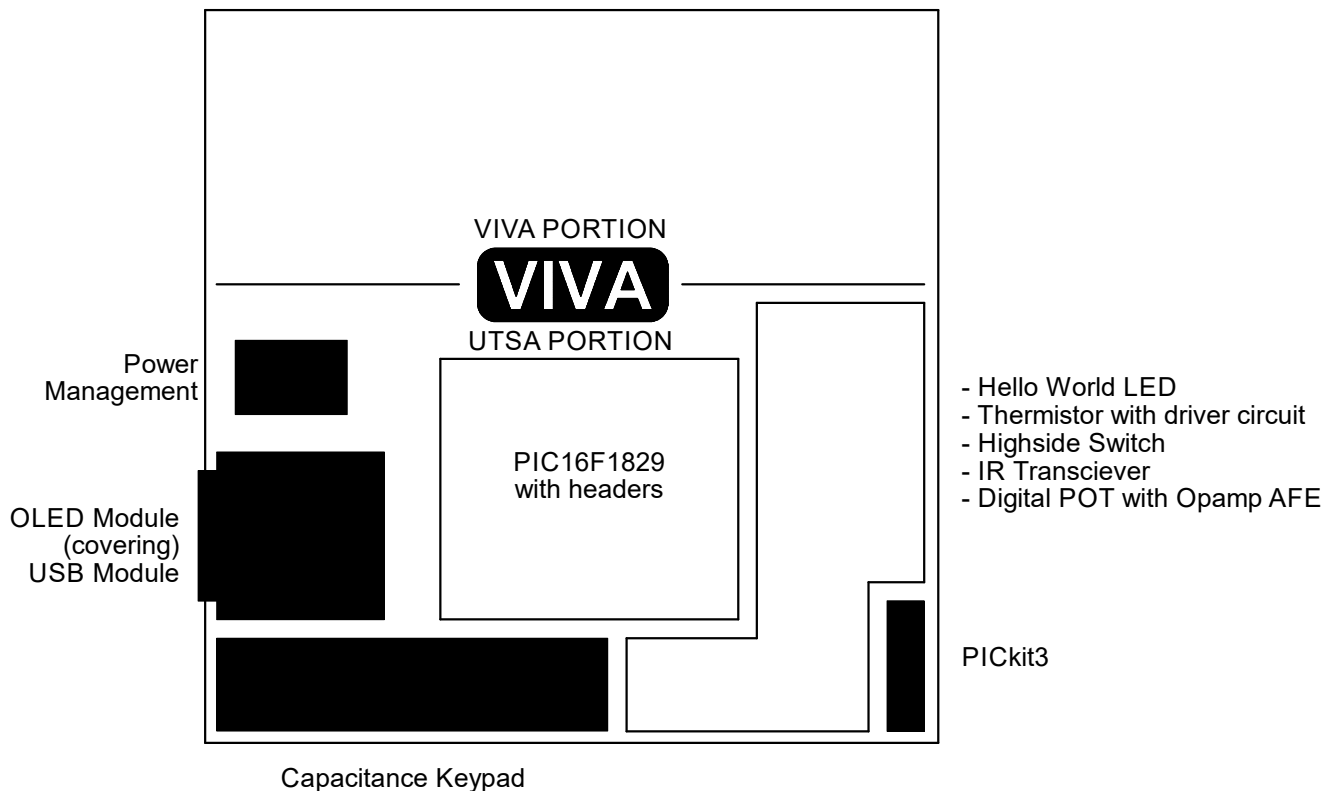 VIVA PORTION
VIVA
UTSA PORTION
Power
Management
- Hello World LED
- Thermistor with driver circuit
- Highside Switch
- IR Transciever
- Digital POT with Opamp AFE
PIC16F1829
with headers
OLED Module
(covering)
USB Module
PICkit3
Capacitance Keypad